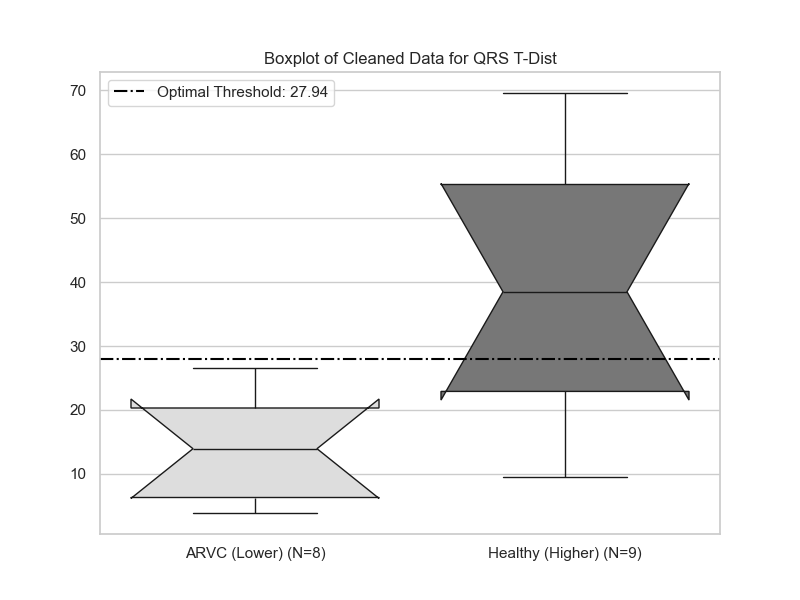 Boxplot of Cleaned Data for QRS T-Dist
Optimal Threshold: 27.94
70
60
50
40
30
20
10
ARVC (Lower) (N=8)
Healthy (Higher) (N=9)